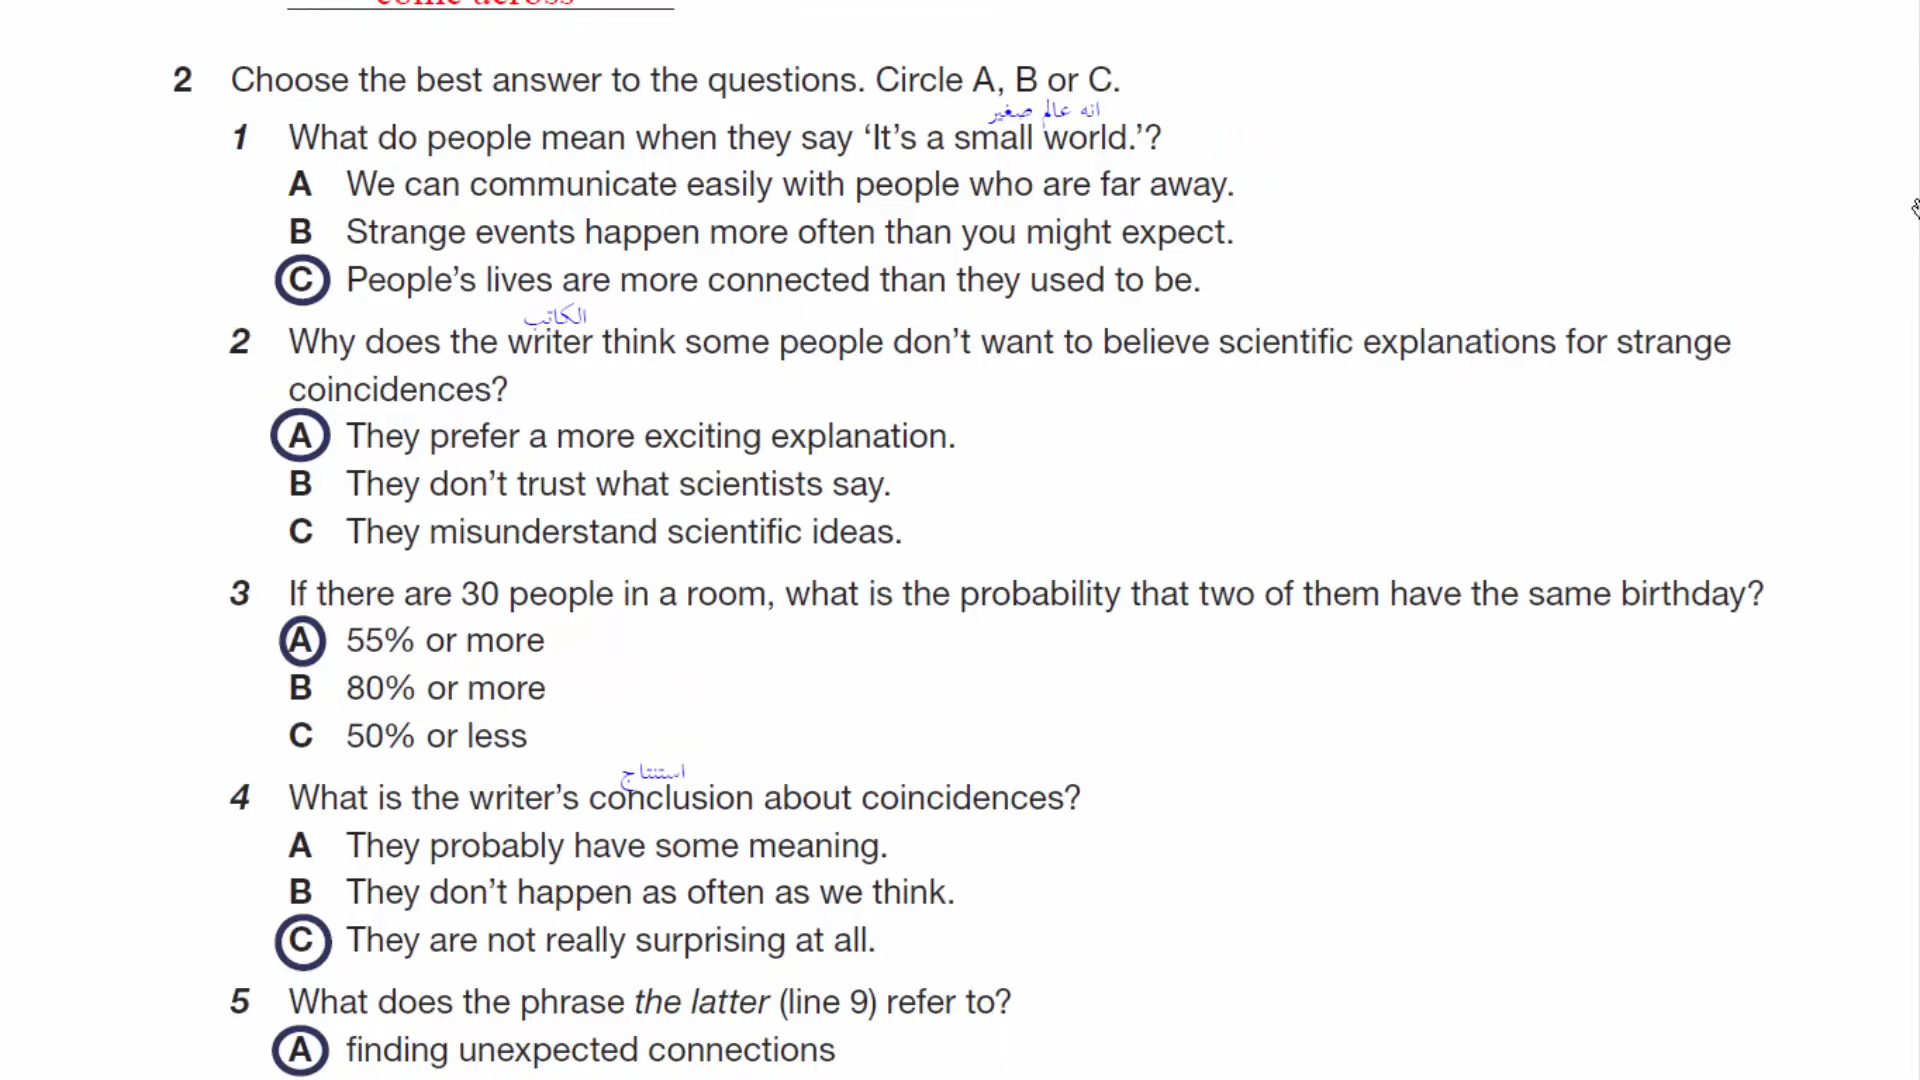 come across
2 Choose the best answer to the questions. Circle A, B or C.
انه عالم صغير
1 What do people mean when they say ‘It’s a small world.’?
A We can communicate easily with people who are far away.
B Strange events happen more often than you might expect.
C People’s lives are more connected than they used to be.
الكاتب
2 Why does the writer think some people don’t want to believe scientific explanations for strange
coincidences?
A They prefer a more exciting explanation.
B They don’t trust what scientists say.
C They misunderstand scientific ideas.
3 If there are 30 people in a room, what is the probability that two of them have the same birthday?
A 55% or more
B 80% or more
C 50% or less
استنتاج
4 What is the writer’s conclusion about coincidences?
A They probably have some meaning.
B They don’t happen as often as we think.
C They are not really surprising at all.
5 What does the phrase the latter (line 9) refer to?
A finding unexpected connections